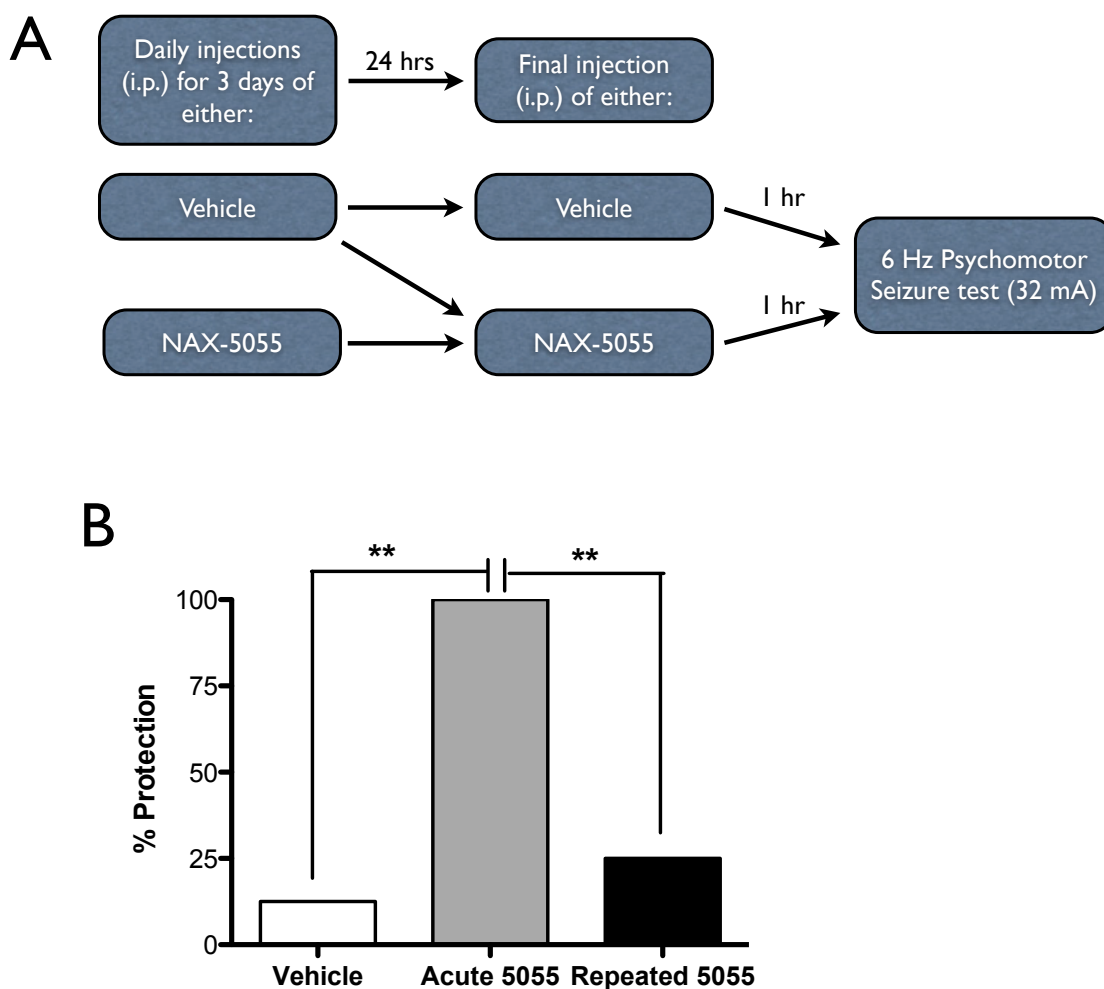 A
Daily injections
(i.p.) for 3 days of
either:
24 hrs
Final injection
(i.p.) of either:
Vehicle
Vehicle
1 hr
6 Hz Psychomotor
Seizure test (32 mA)
NAX-5055
NAX-5055
1 hr
B
**
**
% Protection
100
75
50
25
0
Vehicle
Acute 5055
Repeated 5055